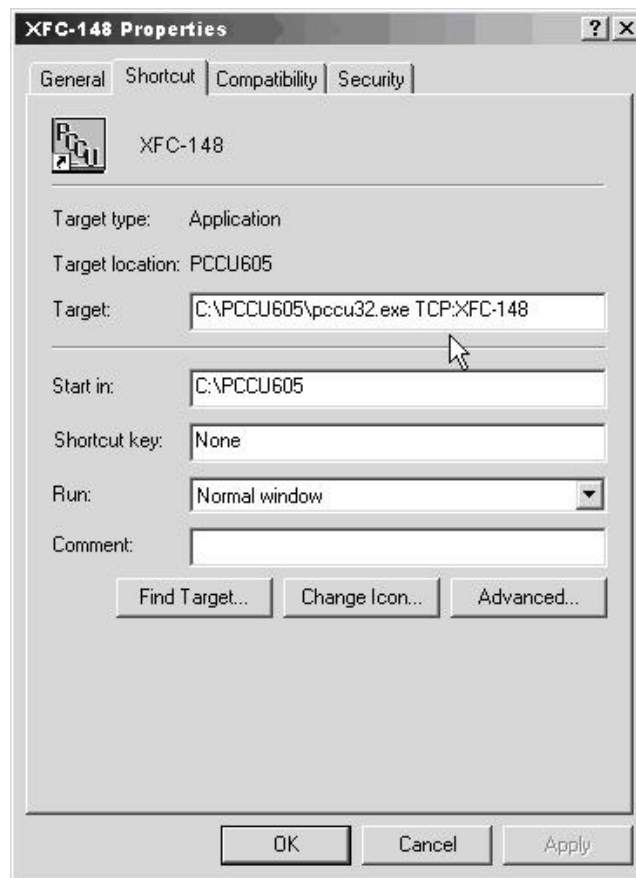 XFC-148 Properties
General Shortcut Compatibility Security
PCCU
XFC-148
Target type: Application
Target location: PCCU605
Target: C:\PCCU605\pccu32.exe TCP:XFC-148
Start in: C:\PCCU605
Shortcut key: None
Run: Normal window
Comment:
Find Target... Change Icon... Advanced...
OK Cancel Apply